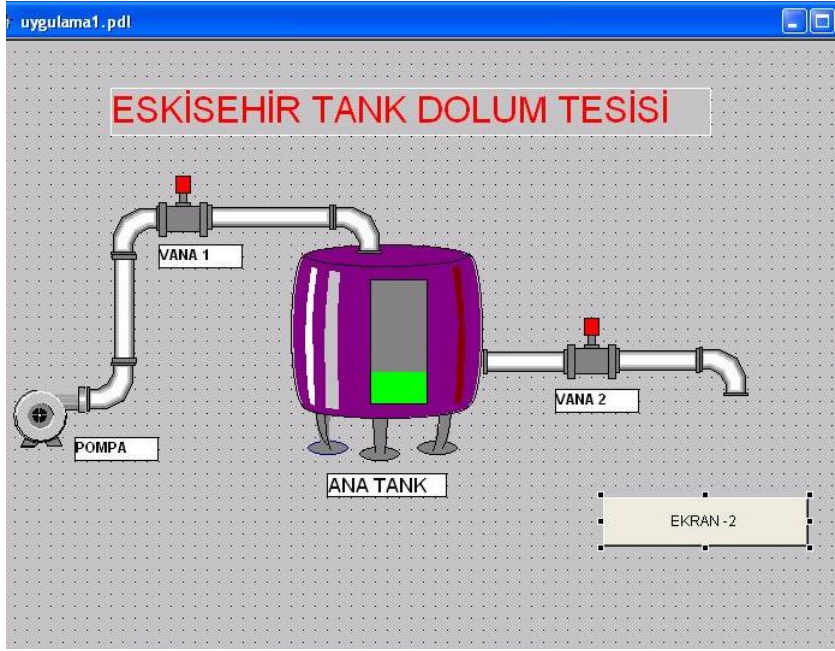 uygulama1.pdl
ESKİSEHİR TANK DOLUM TESİSİ
VANA 1
VANA 2
POMPA
ANA TANK
EKRAN -2